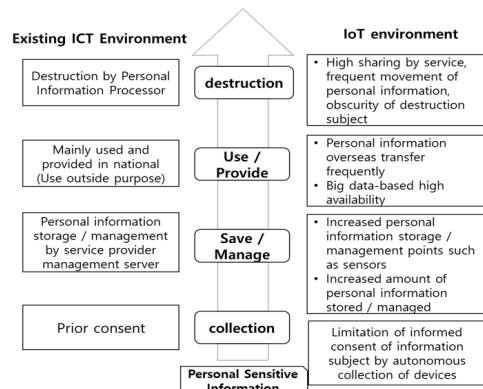 Existing ICT Environment
IoT environment
Destruction by Personal
Information Processor
destruction
• High sharing by service,
frequent movement of
personal information,
obscurity of destruction
subject
Mainly used and
provided in national
(Use outside purpose)
Use /
Provide
• Personal information
overseas transfer
frequently
• Big data-based high
availability
Personal information
storage / management
by service provider
management server
Save /
Manage
• Increased personal
information storage /
management points such
as sensors
• Increased amount of
personal information
stored / managed
Prior consent
collection
Limitation of informed
consent of information
subject by autonomous
collection of devices
Personal Sensitive
Information